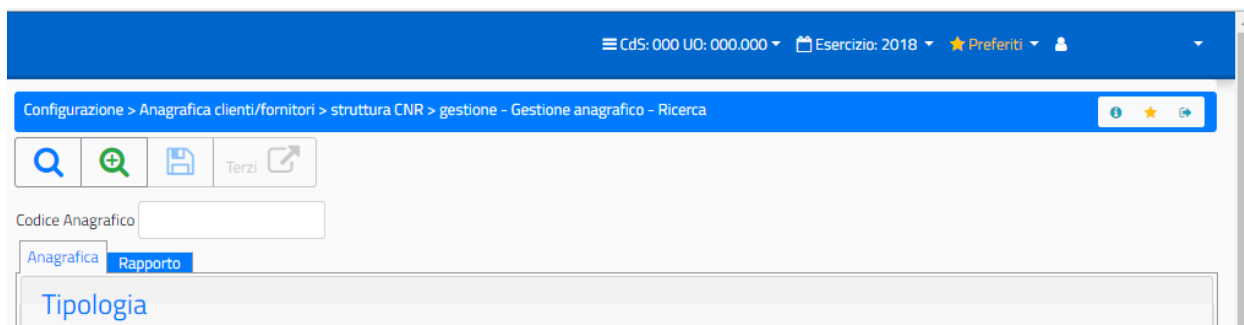 CdS: 000 UO: 000.000 Esercizio: 2018 Preferiti
Configurazione > Anagrafica clienti/fornitori > struttura CNR > gestione - Gestione anagrafico - Ricerca
Terzi
Codice Anagrafico
Anagrafica Rapporto
Tipologia